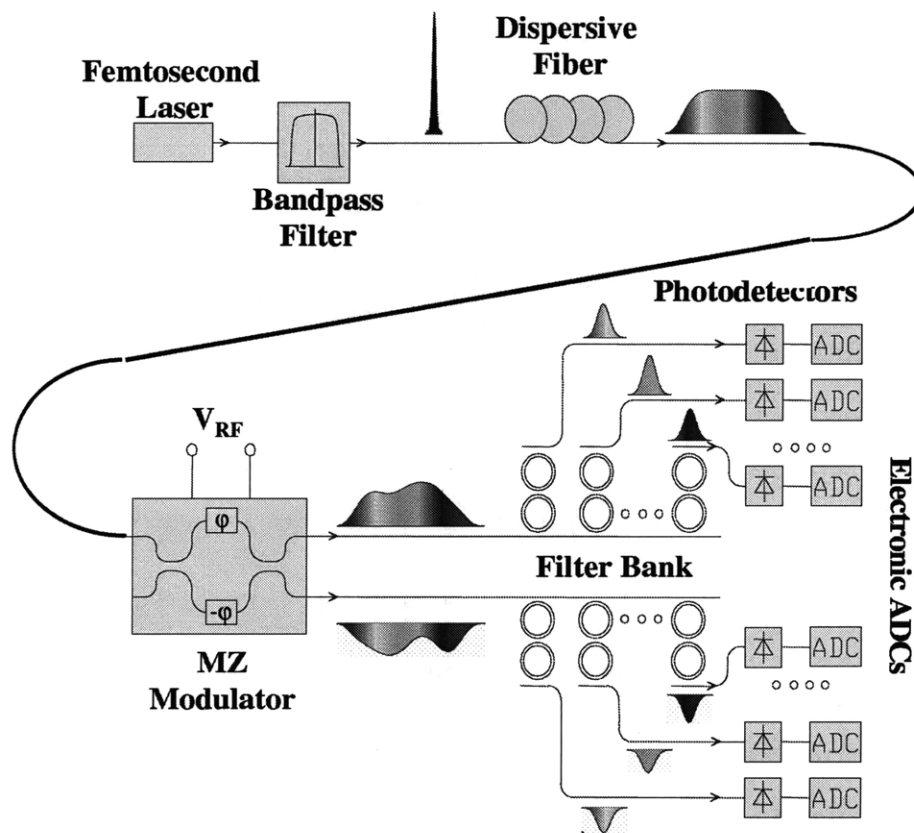 Dispersive
Fiber
Femtosecond
Laser
Bandpass
Filter
Photodetectors
ADC
ADC
ADC
V_RF
φ
-φ
MZ
Modulator
Filter Bank
Electronic ADCs
ADC
ADC
ADC